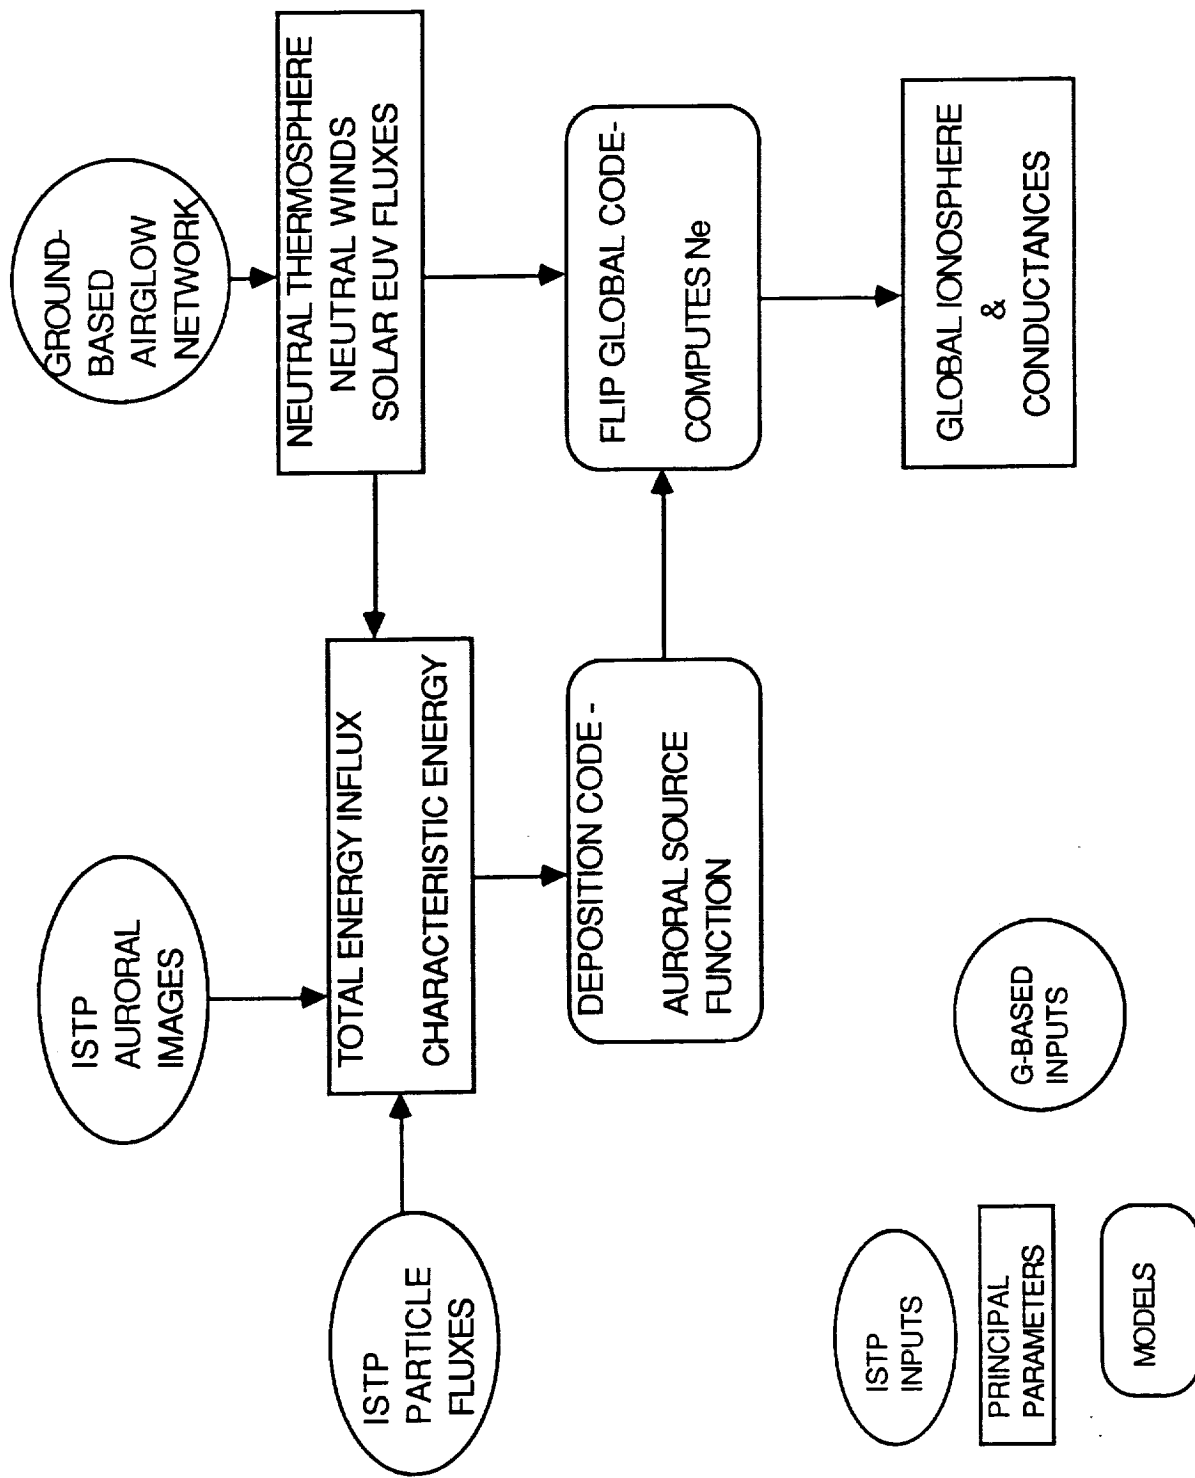 ISTP
PARTICLE
FLUXES
ISTP
AURORAL
IMAGES
GROUND-
BASED
AIRGLOW
NETWORK
TOTAL ENERGY INFLUX
CHARACTERISTIC ENERGY
NEUTRAL THERMOSPHERE
NEUTRAL WINDS
SOLAR EUV FLUXES
DEPOSITION CODE -
AURORAL SOURCE
FUNCTION
FLIP GLOBAL CODE-
COMPUTES Ne
GLOBAL IONOSPHERE
&
CONDUCTANCES
ISTP
INPUTS
G-BASED
INPUTS
PRINCIPAL
PARAMETERS
MODELS